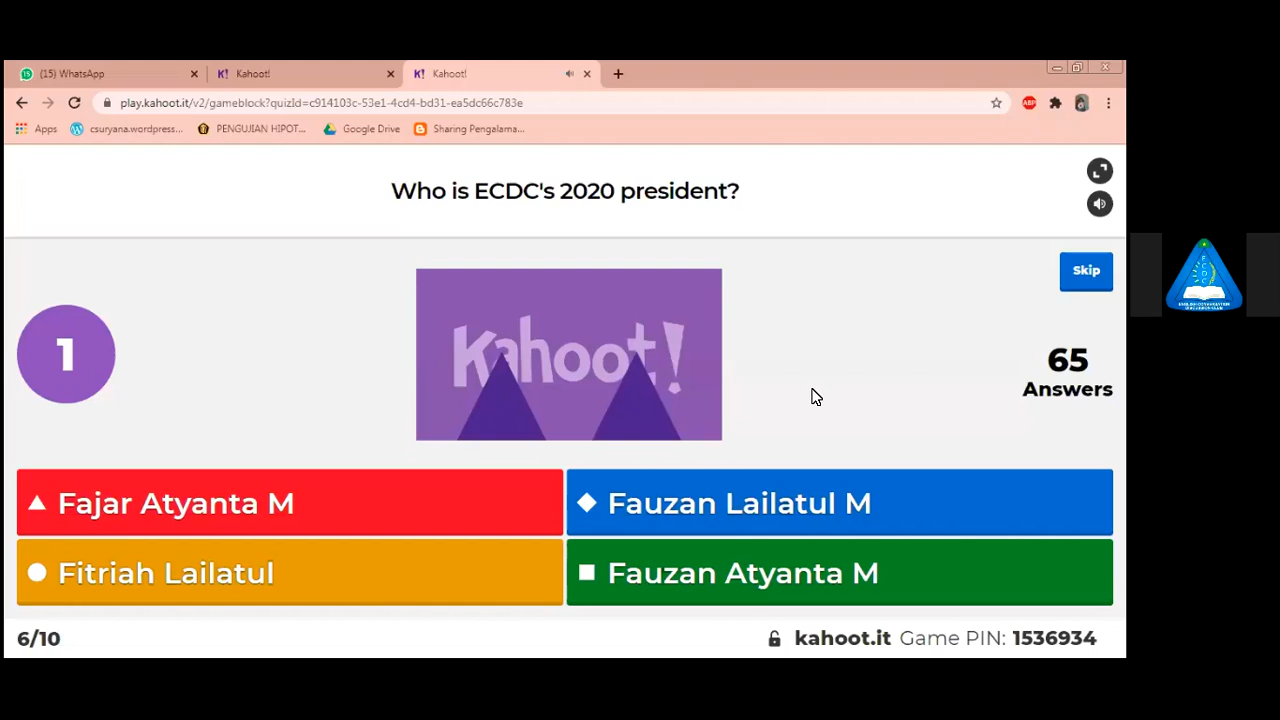 (15) WhatsApp
K! Kahoot!
K! Kahoot!
play.kahoot.it/v2/gameblock?quizId=c914103c-53e1-4cd4-bd31-ea5dc66c783e
ABP
Apps
csuryana.wordpress...
PENGUJIAN HIPOT...
Google Drive
Sharing Pengalama...
Who is ECDC's 2020 president?
Skip
1
Kahoot!
65
Answers
Fajar Atyanta M
Fauzan Lailatul M
Fitriah Lailatul
Fauzan Atyanta M
6/10
kahoot.it Game PIN: 1536934